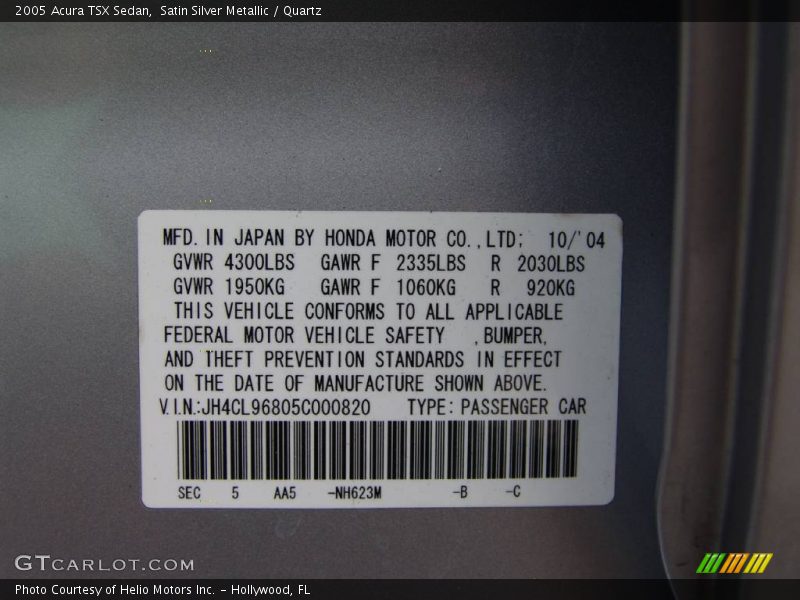 2005 Acura TSX Sedan,  Satin Silver Metallic / Quartz
MFD. IN JAPAN BY HONDA MOTOR CO.,LTD; 10/'04
GVWR 4300LBS GAWR F 2335LBS R 2030LBS
GVWR 1950KG GAWR F 1060KG R 920KG
THIS VEHICLE CONFORMS TO ALL APPLICABLE
FEDERAL MOTOR VEHICLE SAFETY ,BUMPER,
AND THEFT PREVENTION STANDARDS IN EFFECT
ON THE DATE OF MANUFACTURE SHOWN ABOVE.
V.I.N.:JH4CL96805C000820 TYPE: PASSENGER CAR
SEC 5 AA5 -NH623M -B -C
GTCARLOT.COM
Photo Courtesy of Helio Motors Inc. - Hollywood, FL